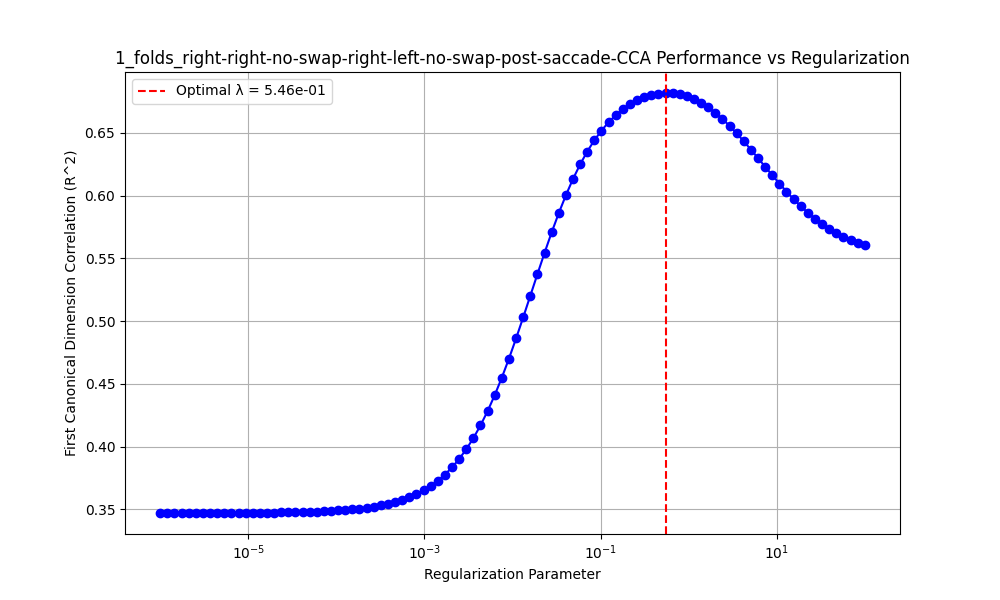 1_folds_right-right-no-swap-right-left-no-swap-post-saccade-CCA Performance vs Regularization
Optimal λ = 5.46e-01
First Canonical Dimension Correlation (R^2)
0.65
0.60
0.55
0.50
0.45
0.40
0.35
10⁻⁵
10⁻³
10⁻¹
10¹
Regularization Parameter